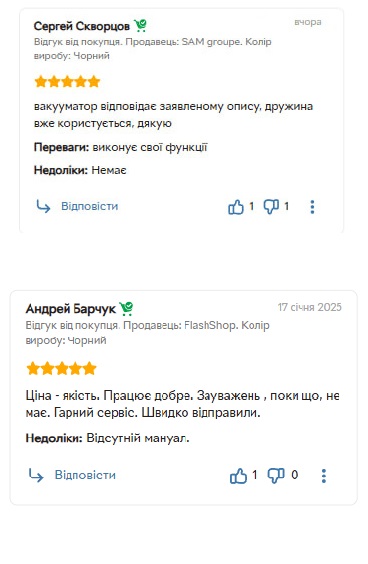 Сергей Скворцов
вчора
Відгук від покупця. Продавець: SAM groupe. Колір
виробу: Чорний
вакууматор відповідає заявленому опису, дружина
вже користується, дякую
Переваги: виконує свої функції
Недоліки: Немає
Відповісти
1 1
Андрей Барчук
17 січня 2025
Відгук від покупця. Продавець: FlashShop. Колір
виробу: Чорний
Ціна - якість. Працює добре. Зауважень , поки що, не
має. Гарний сервіс. Швидко відправили.
Недоліки: Відсутній мануал.
Відповісти
1 0